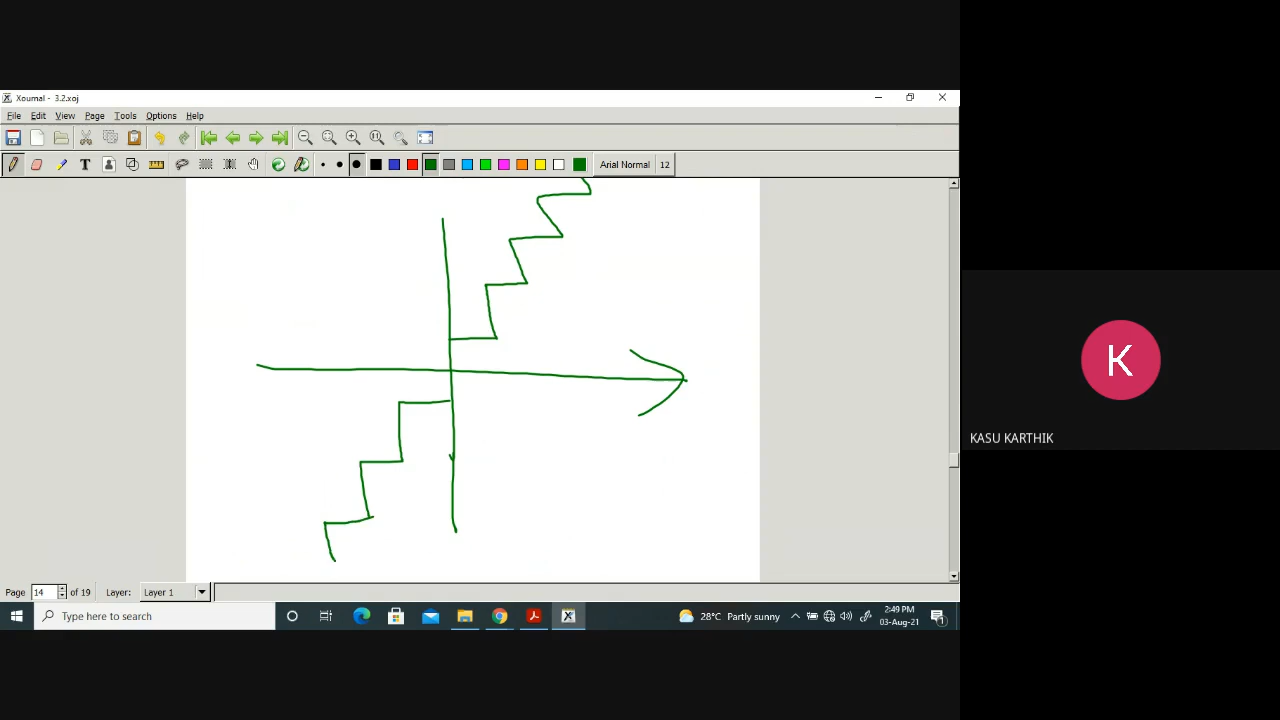 Xournal - 3.2.xoj
File Edit View Page Tools Options Help
T Arial Normal 12
K
KASU KARTHIK
Page 14 of 19 Layer: Layer 1
Type here to search
28°C Partly sunny
2:49 PM
03-Aug-21
1